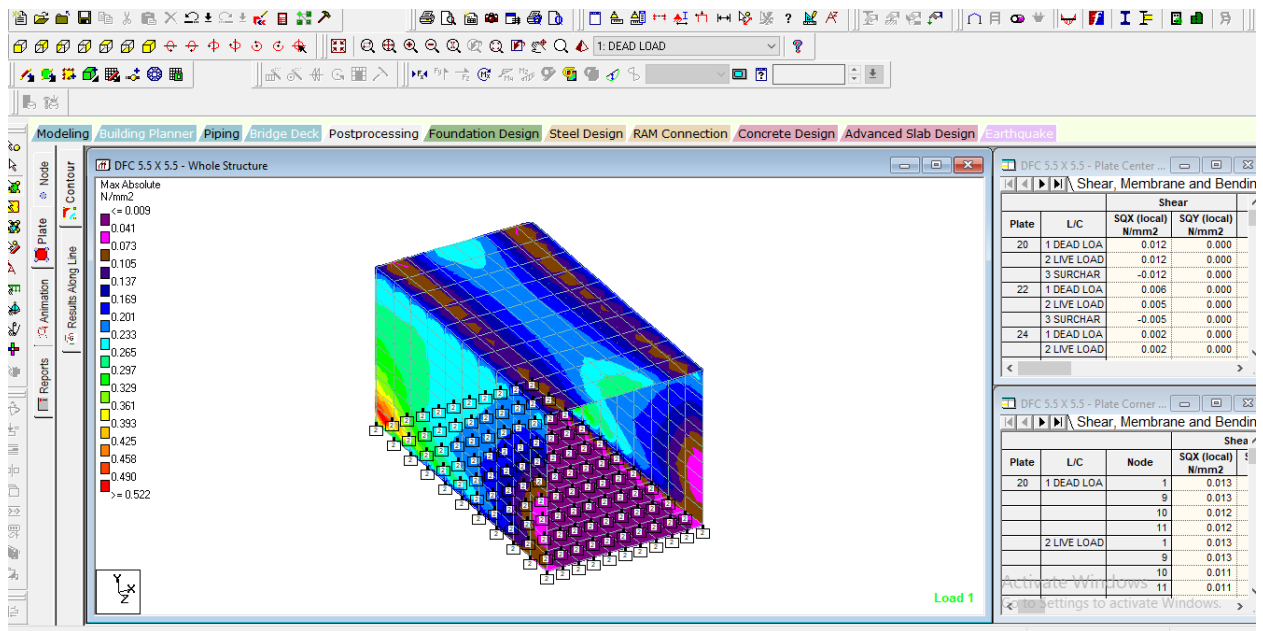 1: DEAD LOAD
Modeling Building Planner Piping Bridge Deck Postprocessing Foundation Design Steel Design RAM Connection Concrete Design Advanced Slab Design Earthquake
Node
Plate
Animation
Reports
Contour
Results Along Line
DFC 5.5 X 5.5 - Whole Structure
Max Absolute
N/mm2
<= 0.009
0.041
0.073
0.105
0.137
0.169
0.201
0.233
0.265
0.297
0.329
0.361
0.393
0.425
0.458
0.490
>= 0.522
Y
X
Z
Load 1
DFC 5.5 X 5.5 - Plate Center ...
Shear, Membrane and Bendin
Shear
Plate L/C SQX (local) N/mm2 SQY (local) N/mm2
20 1 DEAD LOA 0.012 0.000
2 LIVE LOAD 0.012 0.000
3 SURCHAR -0.012 0.000
22 1 DEAD LOA 0.006 0.000
2 LIVE LOAD 0.005 0.000
3 SURCHAR -0.005 0.000
24 1 DEAD LOA 0.002 0.000
2 LIVE LOAD 0.002 0.000
DFC 5.5 X 5.5 - Plate Corner ...
Shear, Membrane and Bendin
Shea
Plate L/C Node SQX (local) N/mm2 S
20 1 DEAD LOA 1 0.013
9 0.013
10 0.012
11 0.012
2 LIVE LOAD 1 0.013
9 0.013
10 0.011
11 0.011
Activate Windows
Go to Settings to activate Windows.